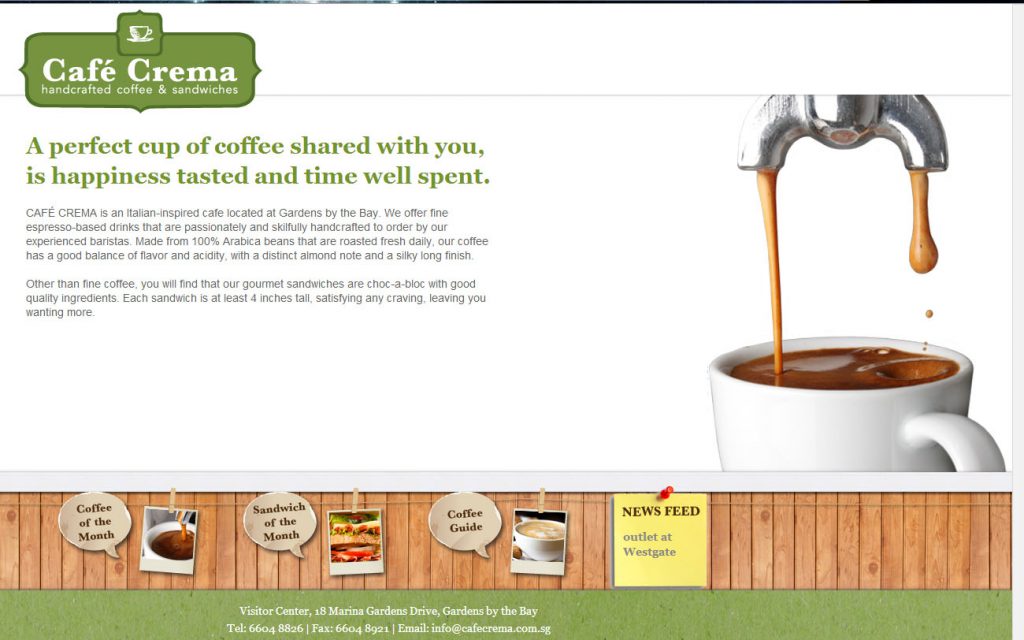 Café Crema
handcrafted coffee & sandwiches
A perfect cup of coffee shared with you,
is happiness tasted and time well spent.
CAFÉ CREMA is an Italian-inspired cafe located at Gardens by the Bay. We offer fine
espresso-based drinks that are passionately and skilfully handcrafted to order by our
experienced baristas. Made from 100% Arabica beans that are roasted fresh daily, our coffee
has a good balance of flavor and acidity, with a distinct almond note and a silky long finish.
Other than fine coffee, you will find that our gourmet sandwiches are choc-a-bloc with good
quality ingredients. Each sandwich is at least 4 inches tall, satisfying any craving, leaving you
wanting more.
Coffee
of the
Month
Sandwich
of the
Month
Coffee
Guide
NEWS FEED
outlet at
Westgate
Visitor Center, 18 Marina Gardens Drive, Gardens by the Bay
Tel: 6604 8826 | Fax: 6604 8921 | Email: info@cafecrema.com.sg